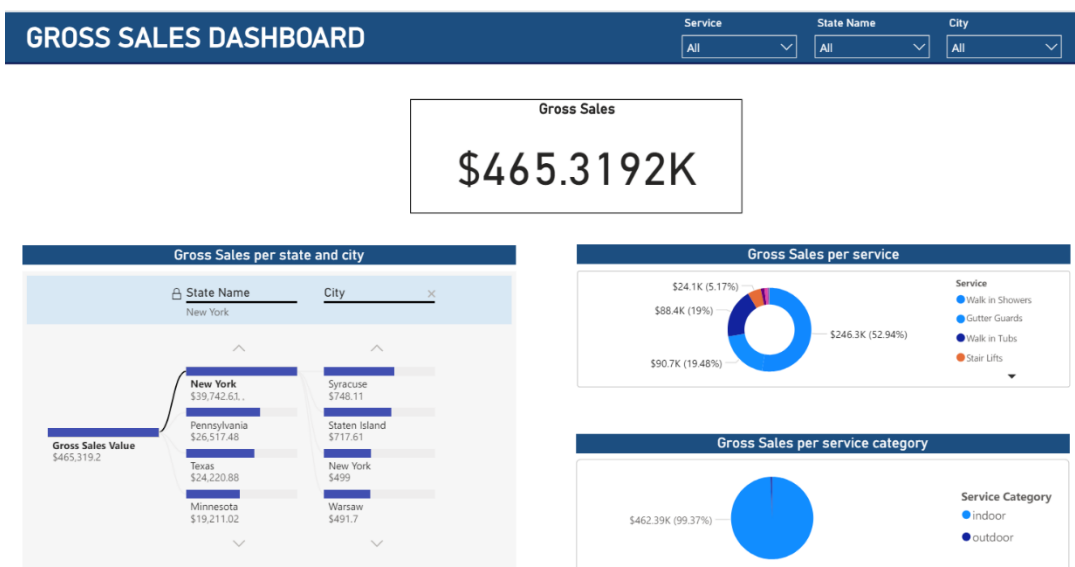 GROSS SALES DASHBOARD
Service
State Name
City
All
All
All
Gross Sales
$465.3192K
Gross Sales per state and city
State Name
City
New York
New York
$39,742.61..
Pennsylvania
$26,517.48
Texas
$24,220.88
Minnesota
$19,211.02
Gross Sales Value
$465,319.2
Syracuse
$748.11
Staten Island
$717.61
New York
$499
Warsaw
$491.7
Gross Sales per service
$24.1K (5.17%)
$88.4K (19%)
$90.7K (19.48%)
$246.3K (52.94%)
Service
Walk in Showers
Gutter Guards
Walk in Tubs
Stair Lifts
Gross Sales per service category
$462.39K (99.37%)
Service Category
indoor
outdoor